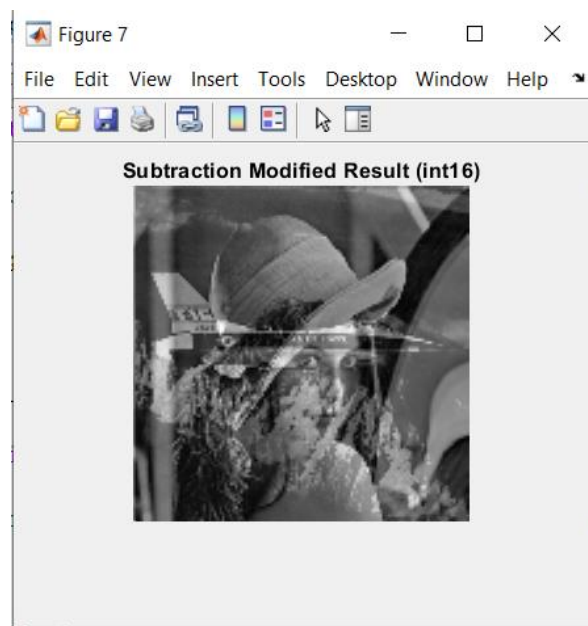 Figure 7
File Edit View Insert Tools Desktop Window Help
Subtraction Modified Result (int16)